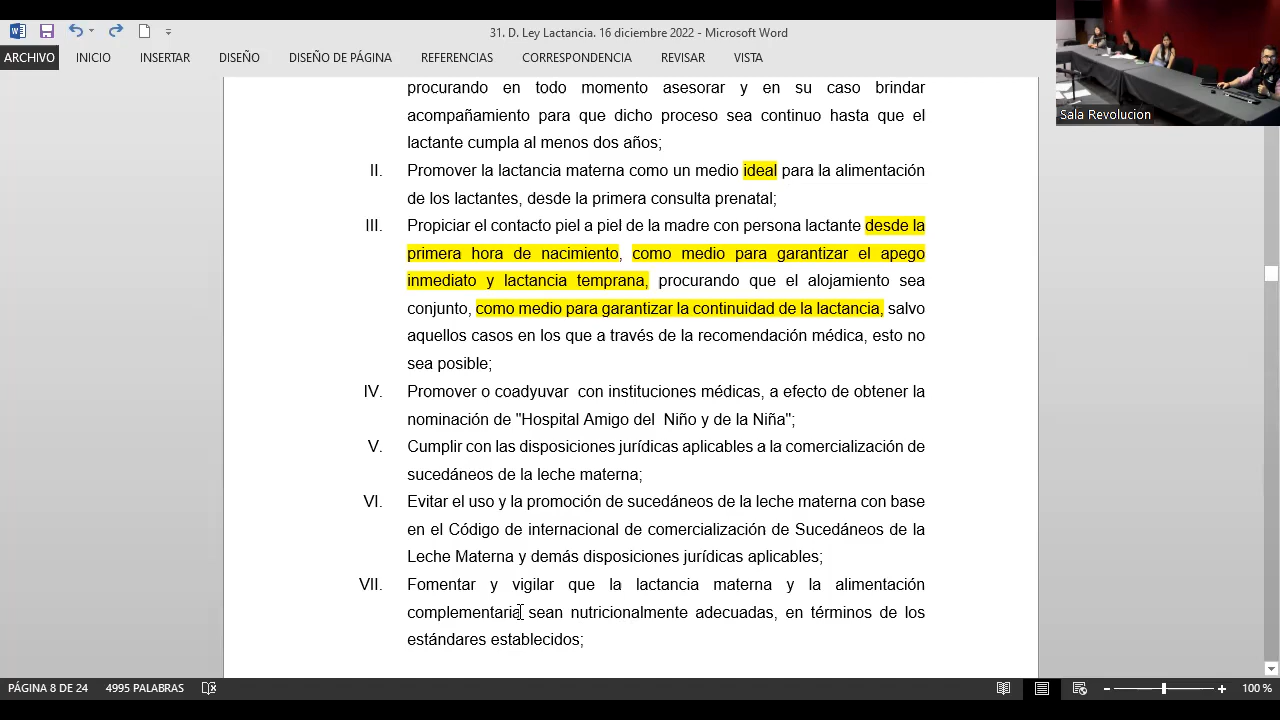 31. D. Ley Lactancia. 16 diciembre 2022 - Microsoft Word
ARCHIVO INICIO INSERTAR DISEÑO DISEÑO DE PÁGINA REFERENCIAS CORRESPONDENCIA REVISAR VISTA
Sala Revolucion
procurando en todo momento asesorar y en su caso brindar
acompañamiento para que dicho proceso sea continuo hasta que el
lactante cumpla al menos dos años;
II. Promover la lactancia materna como un medio ideal para la alimentación
de los lactantes, desde la primera consulta prenatal;
III. Propiciar el contacto piel a piel de la madre con persona lactante desde la
primera hora de nacimiento, como medio para garantizar el apego
inmediato y lactancia temprana, procurando que el alojamiento sea
conjunto, como medio para garantizar la continuidad de la lactancia, salvo
aquellos casos en los que a través de la recomendación médica, esto no
sea posible;
IV. Promover o coadyuvar con instituciones médicas, a efecto de obtener la
nominación de "Hospital Amigo del Niño y de la Niña";
V. Cumplir con las disposiciones jurídicas aplicables a la comercialización de
sucedáneos de la leche materna;
VI. Evitar el uso y la promoción de sucedáneos de la leche materna con base
en el Código de internacional de comercialización de Sucedáneos de la
Leche Materna y demás disposiciones jurídicas aplicables;
VII. Fomentar y vigilar que la lactancia materna y la alimentación
complementaria sean nutricionalmente adecuadas, en términos de los
estándares establecidos;
PÁGINA 8 DE 24 4995 PALABRAS 100 %